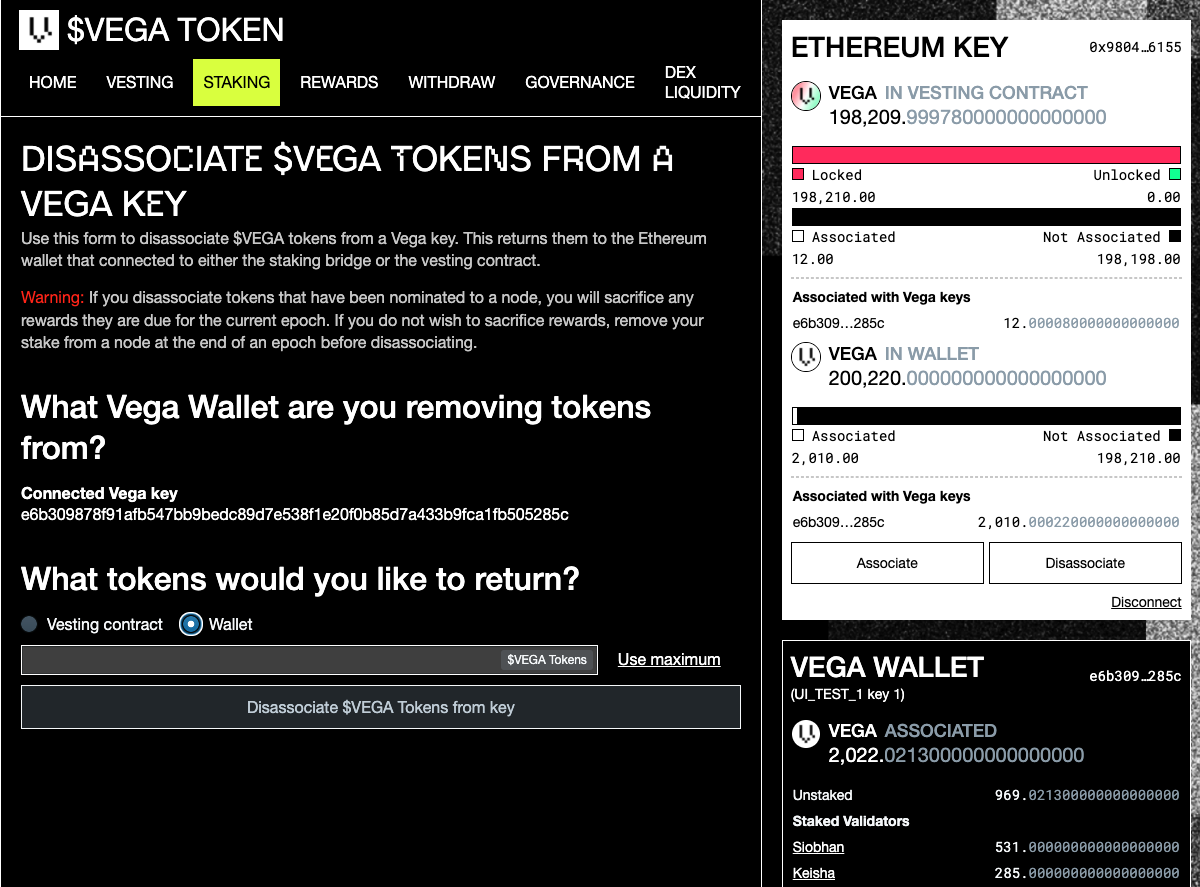 $VEGA TOKEN
HOME VESTING STAKING REWARDS WITHDRAW GOVERNANCE DEX LIQUIDITY
DISASSOCIATE $VEGA TOKENS FROM A
VEGA KEY
Use this form to disassociate $VEGA tokens from a Vega key. This returns them to the Ethereum
wallet that connected to either the staking bridge or the vesting contract.
Warning: If you disassociate tokens that have been nominated to a node, you will sacrifice any
rewards they are due for the current epoch. If you do not wish to sacrifice rewards, remove your
stake from a node at the end of an epoch before disassociating.
What Vega Wallet are you removing tokens
from?
Connected Vega key
e6b309878f91afb547bb9bedc89d7e538f1e20f0b85d7a433b9fca1fb505285c
What tokens would you like to return?
Vesting contract Wallet
$VEGA Tokens Use maximum
Disassociate $VEGA Tokens from key
ETHEREUM KEY 0x9804…6155
VEGA IN VESTING CONTRACT
198,209.999780000000000000
Locked Unlocked
198,210.00 0.00
Associated Not Associated
12.00 198,198.00
Associated with Vega keys
e6b309…285c 12.000080000000000000
VEGA IN WALLET
200,220.000000000000000000
Associated Not Associated
2,010.00 198,210.00
Associated with Vega keys
e6b309…285c 2,010.000220000000000000
Associate Disassociate
Disconnect
VEGA WALLET e6b309…285c
(UI_TEST_1 key 1)
VEGA ASSOCIATED
2,022.021300000000000000
Unstaked 969.021300000000000000
Staked Validators
Siobhan 531.000000000000000000
Keisha 285.000000000000000000